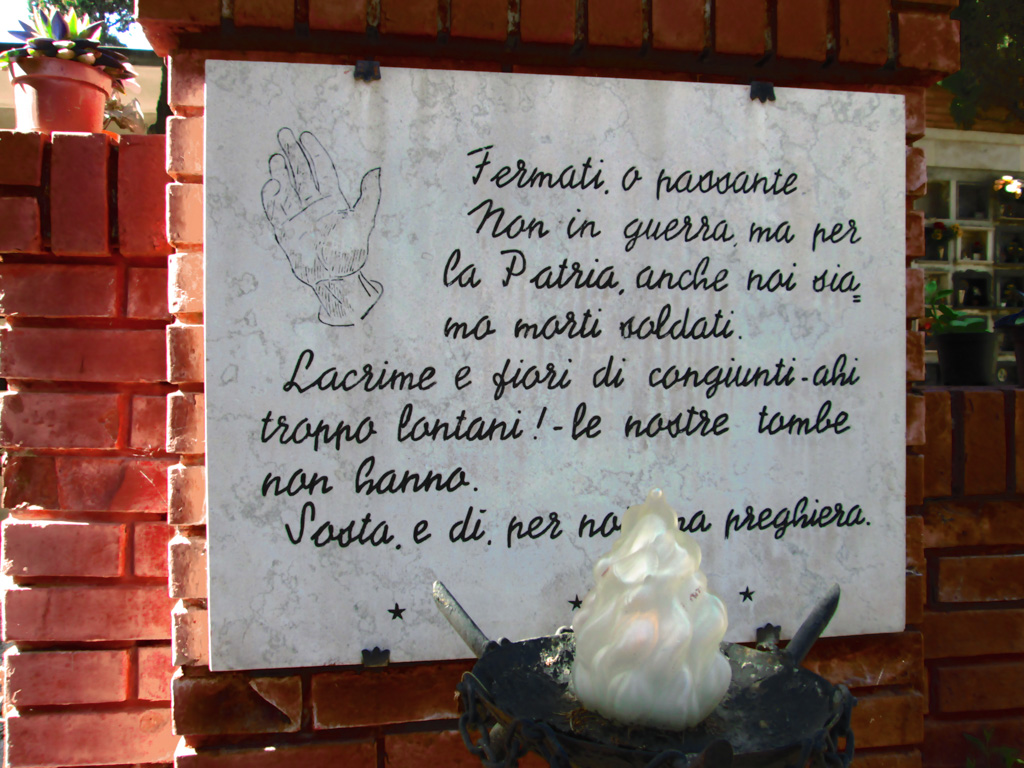 Fermati, o passante
Non in guerra, ma per
la Patria, anche noi sia=
mo morti soldati.
Lacrime e fiori di congiunti - ahi
troppo lontani! - le nostre tombe
non hanno.
Sosta, e di, per preghiera.